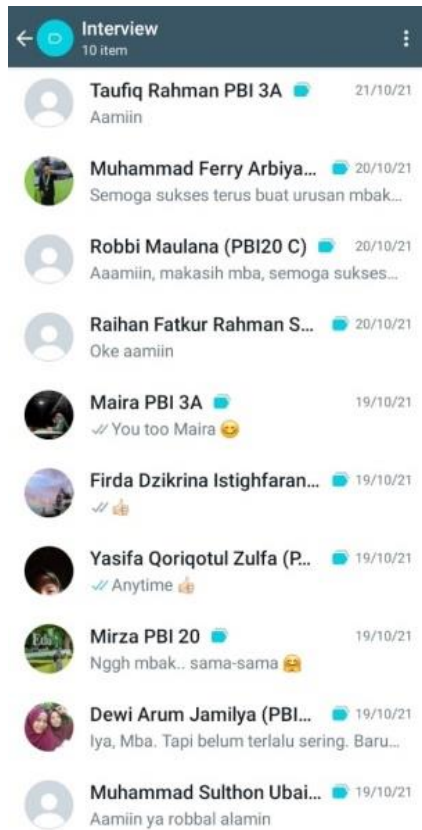 Interview
10 item
Taufiq Rahman PBI 3A 21/10/21
Aamiin
Muhammad Ferry Arbiya... 20/10/21
Semoga sukses terus buat urusan mbak...
Robbi Maulana (PBI20 C) 20/10/21
Aaamiin, makasih mba, semoga sukses...
Raihan Fatkur Rahman S... 20/10/21
Oke aamiin
Maira PBI 3A 19/10/21
You too Maira 😊
Firda Dzikrina Istighfaran... 19/10/21
👍🏻
Yasifa Qoriqotul Zulfa (P... 19/10/21
Anytime 👍🏻
Mirza PBI 20 19/10/21
Nggh mbak.. sama-sama 🤗
Dewi Arum Jamilya (PBI... 19/10/21
Iya, Mba. Tapi belum terlalu sering. Baru...
Muhammad Sulthon Ubai... 19/10/21
Aamiin ya robbal alamin